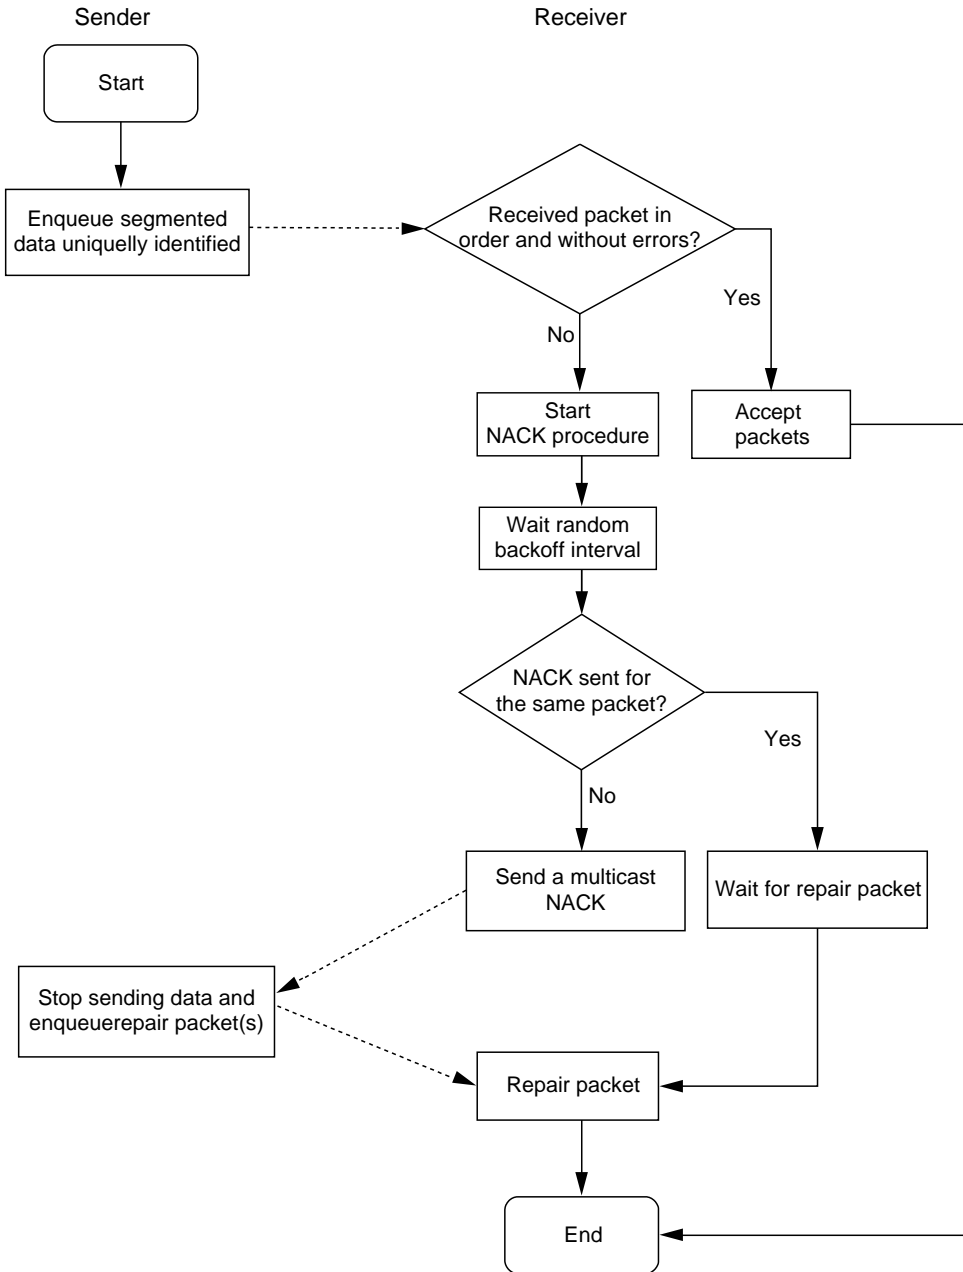 Sender
Receiver
Start
Enqueue segmented
data uniquelly identified
Received packet in
order and without errors?
Yes
No
Start
NACK procedure
Accept
packets
Wait random
backoff interval
NACK sent for
the same packet?
Yes
No
Send a multicast
NACK
Wait for repair packet
Stop sending data and
enqueuerepair packet(s)
Repair packet
End